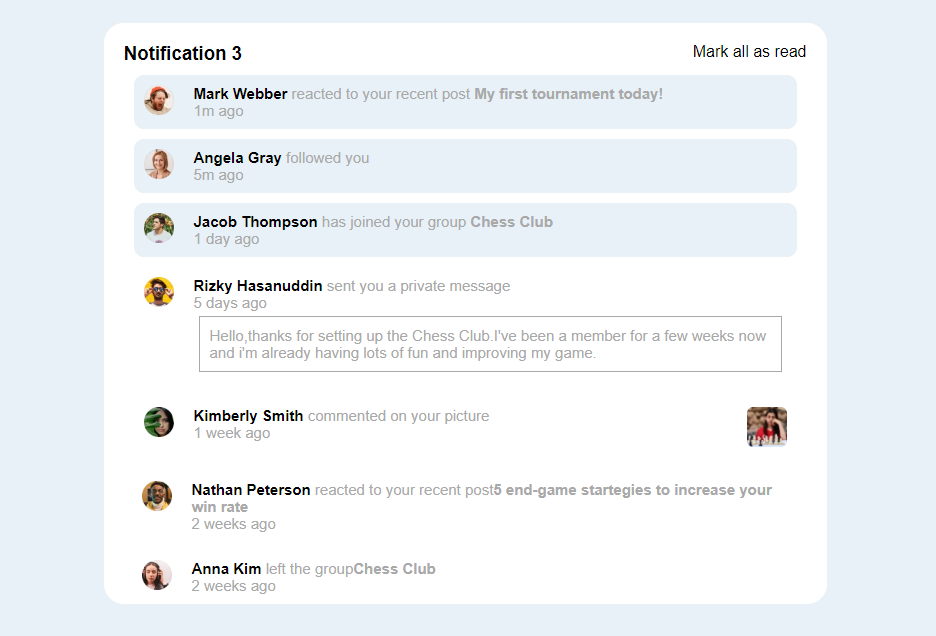 Notification 3
Mark all as read
Mark Webber reacted to your recent post My first tournament today!
1m ago
Angela Gray followed you
5m ago
Jacob Thompson has joined your group Chess Club
1 day ago
Rizky Hasanuddin sent you a private message
5 days ago
Hello,thanks for setting up the Chess Club.I've been a member for a few weeks now
and i'm already having lots of fun and improving my game.
Kimberly Smith commented on your picture
1 week ago
Nathan Peterson reacted to your recent post5 end-game startegies to increase your
win rate
2 weeks ago
Anna Kim left the groupChess Club
2 weeks ago